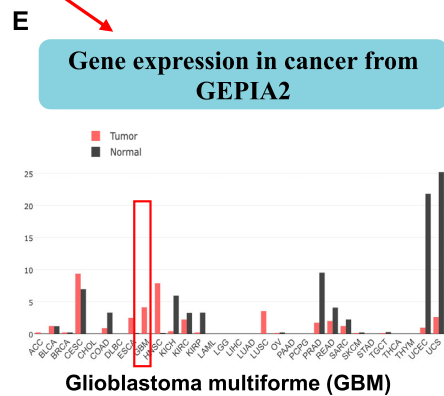 E
Gene expression in cancer from
GEPIA2
Tumor
Normal
25
20
15
10
5
0
ACC
BLCA
BRCA
CESC
CHOL
COAD
DLBC
ESCA
GBM
HNSC
KICH
KIRC
KIRP
LAML
LGG
LIHC
LUAD
LUSC
OV
PAAD
PCPG
PRAD
READ
SARC
SKCM
STAD
TGCT
THCA
THYM
UCEC
UCS
Glioblastoma multiforme (GBM)